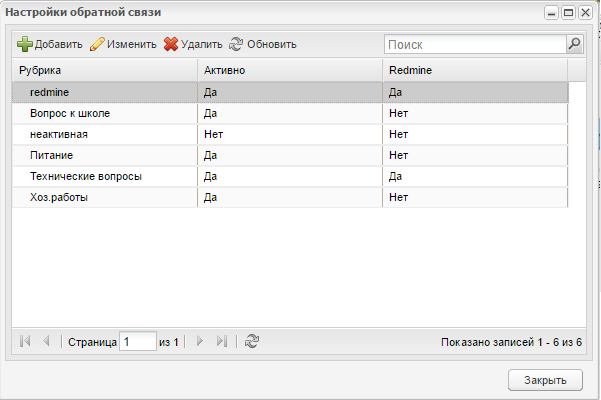 Настройки обратной связи
Добавить Изменить Удалить Обновить Поиск
Рубрика Активно Redmine
redmine Да Да
Вопрос к школе Да Нет
неактивная Нет Нет
Питание Да Нет
Технические вопросы Да Да
Хоз.работы Да Нет
Страница 1 из 1 Показано записей 1 - 6 из 6
Закрыть